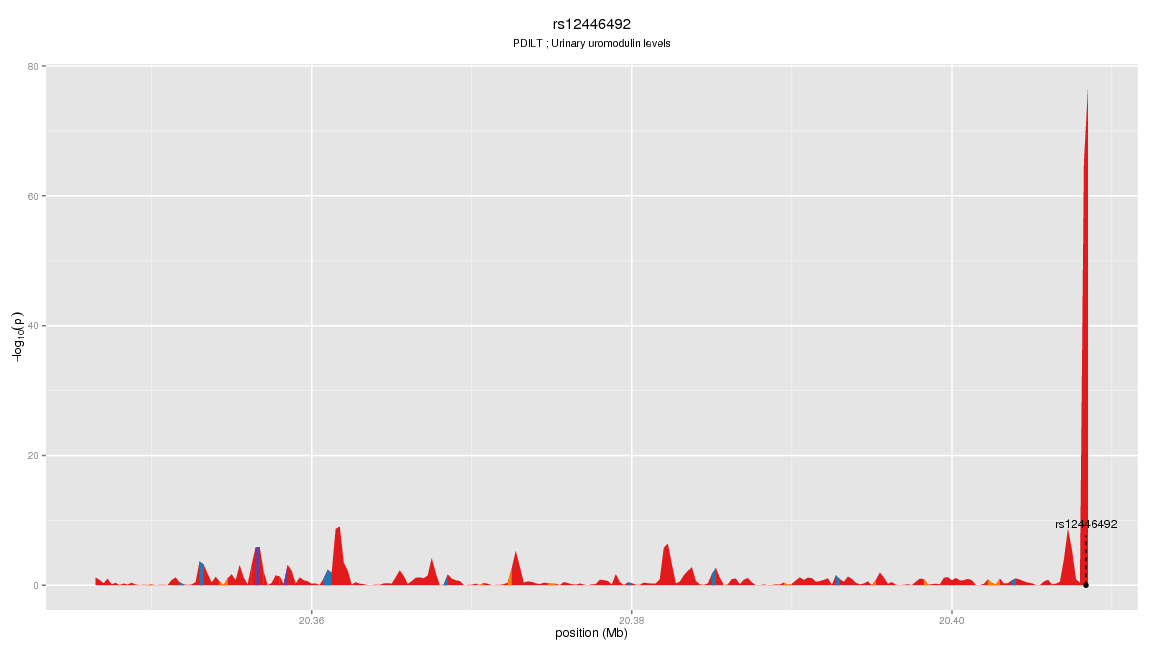 rs12446492
PDILT ; Urinary uromodulin levels
80
60
40
20
0
−log10(p)
rs12446492
20.36
20.38
20.40
position (Mb)